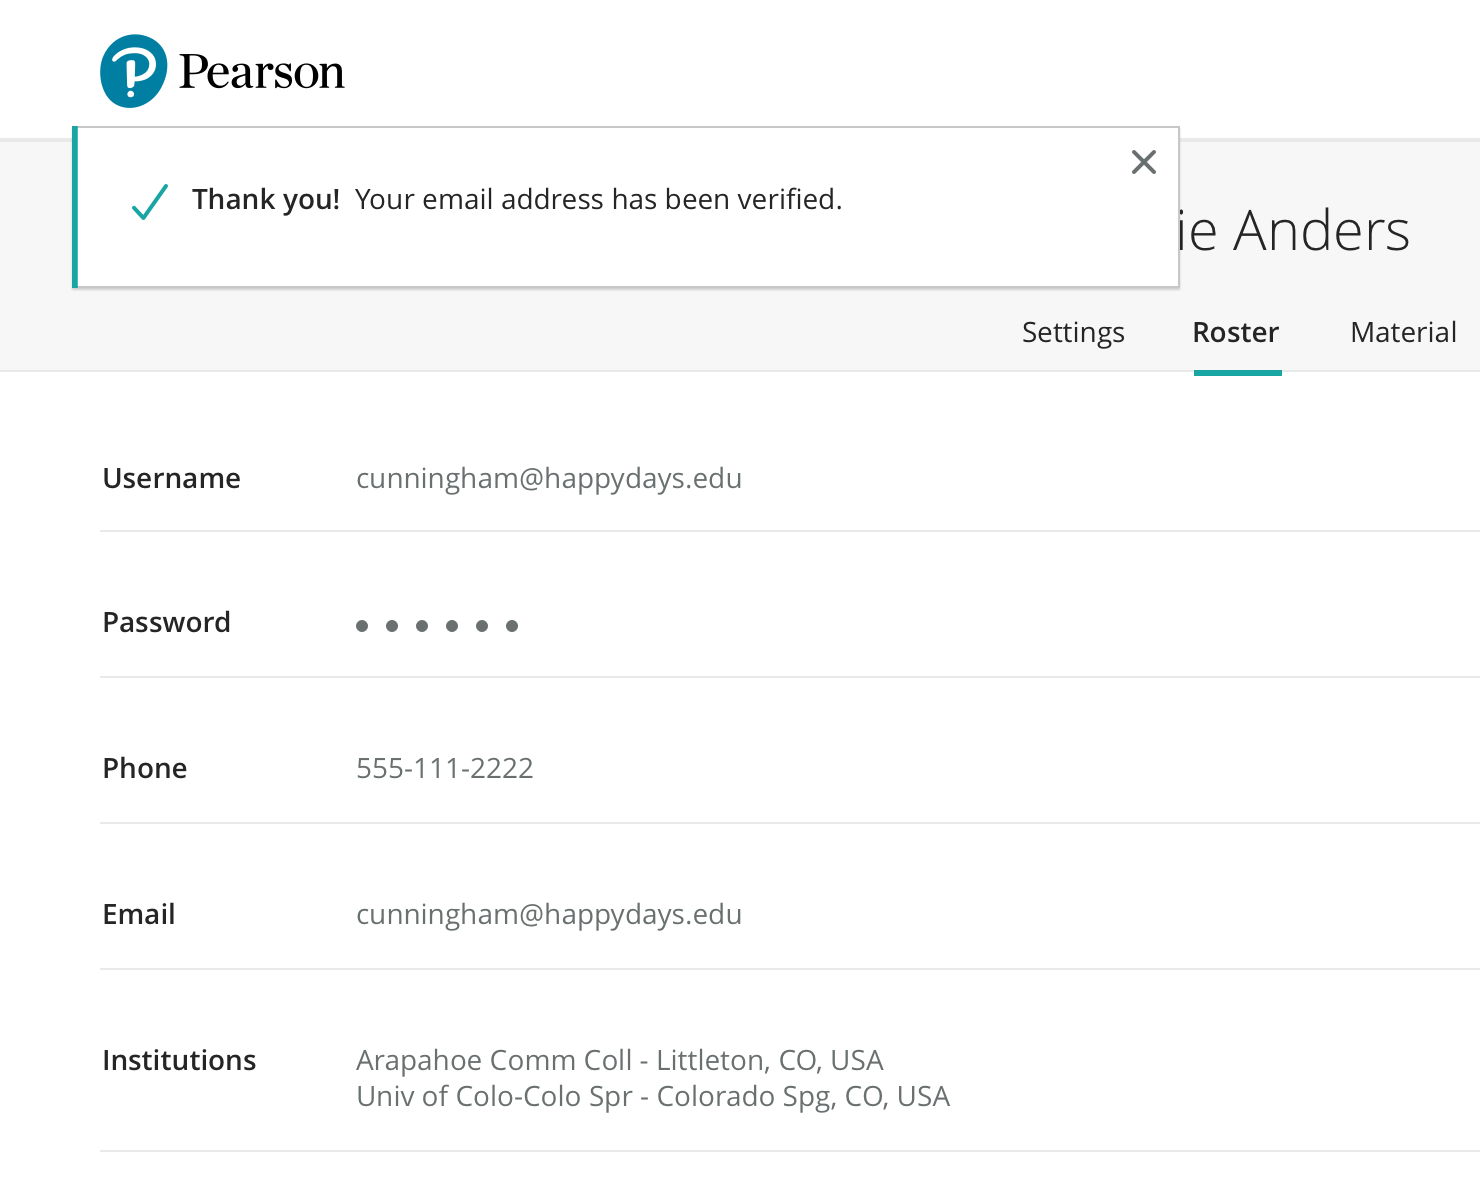 Pearson
Thank you! Your email address has been verified.
ie Anders
Settings Roster Material
Username cunningham@happydays.edu
Password
Phone 555-111-2222
Email cunningham@happydays.edu
Institutions Arapahoe Comm Coll - Littleton, CO, USA
Univ of Colo-Colo Spr - Colorado Spg, CO, USA